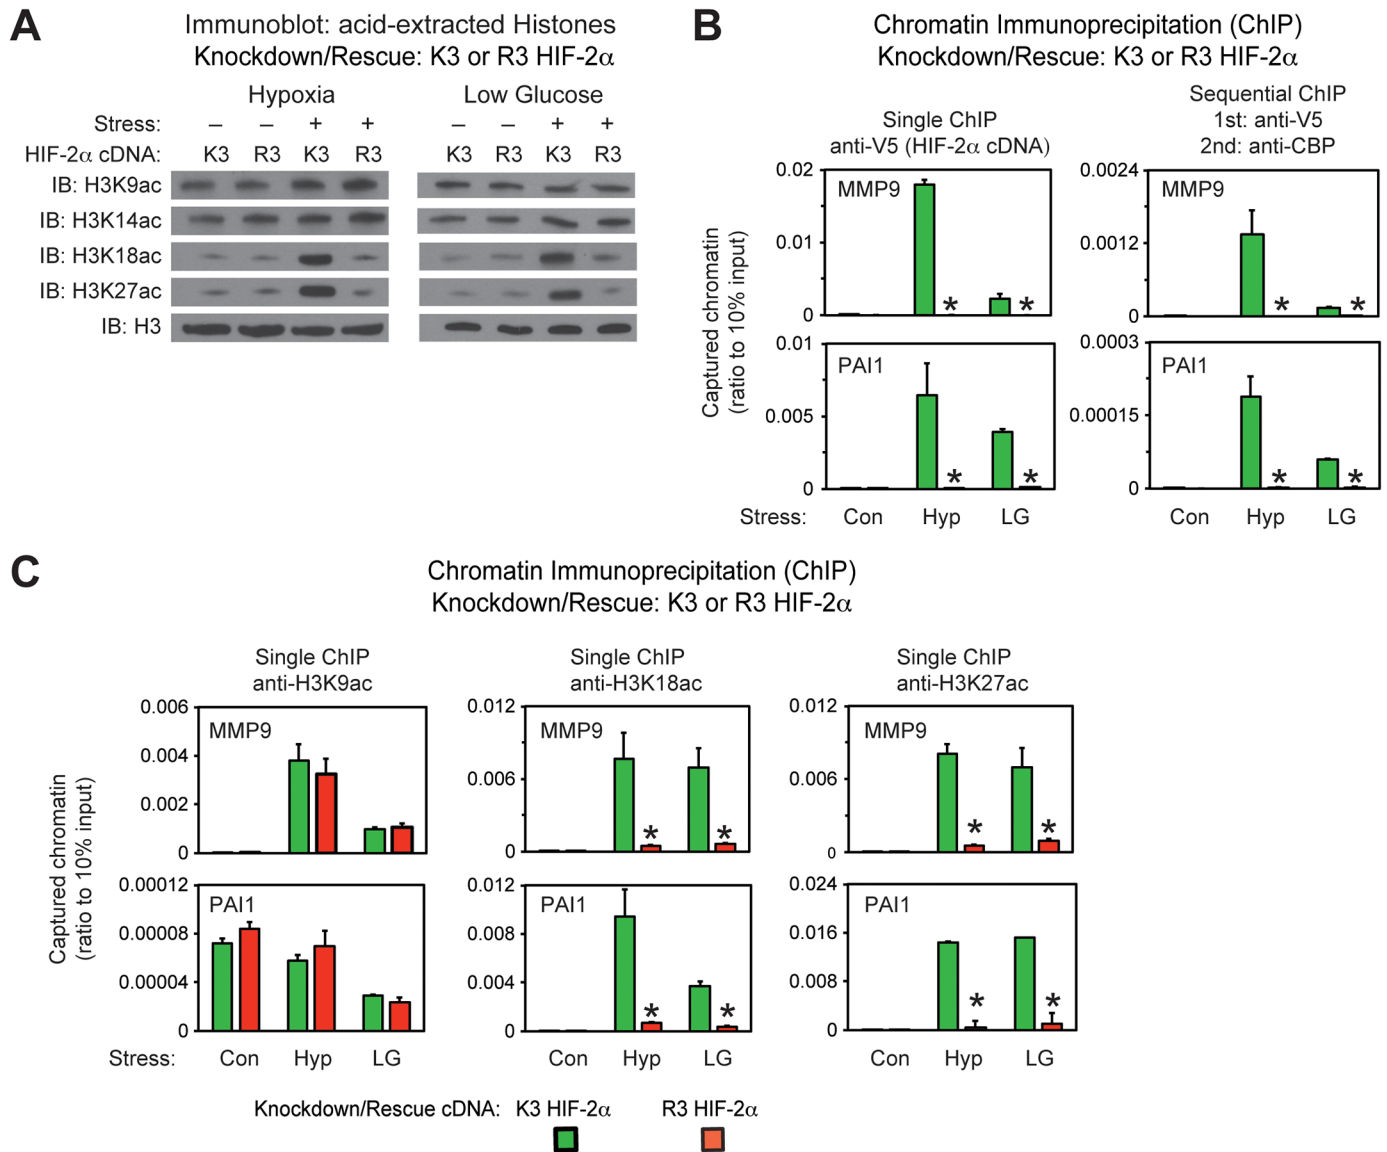 A
Immunoblot: acid-extracted Histones
Knockdown/Rescue: K3 or R3 HIF-2α
Hypoxia
Low Glucose
Stress: – – + + – – + +
HIF-2α cDNA: K3 R3 K3 R3 K3 R3 K3 R3
IB: H3K9ac
IB: H3K14ac
IB: H3K18ac
IB: H3K27ac
IB: H3
B
Chromatin Immunoprecipitation (ChIP)
Knockdown/Rescue: K3 or R3 HIF-2α
Single ChIP
anti-V5 (HIF-2α cDNA)
Sequential ChIP
1st: anti-V5
2nd: anti-CBP
Captured chromatin
(ratio to 10% input)
0.02
0.01
0
MMP9
* *
0.0024
0.0012
0
MMP9
* *
0.01
0.005
0
PAI1
* *
0.0003
0.00015
0
PAI1
* *
Stress: Con Hyp LG Con Hyp LG
C
Chromatin Immunoprecipitation (ChIP)
Knockdown/Rescue: K3 or R3 HIF-2α
Single ChIP
anti-H3K9ac
Single ChIP
anti-H3K18ac
Single ChIP
anti-H3K27ac
Captured chromatin
(ratio to 10% input)
0.006
0.004
0.002
0
MMP9
0.012
0.006
0
MMP9
* *
0.012
0.006
0
MMP9
* *
0.00012
0.00008
0.00004
0
PAI1
0.012
0.008
0.004
0
PAI1
* *
0.024
0.016
0.008
0
PAI1
* *
Stress: Con Hyp LG Con Hyp LG Con Hyp LG
Knockdown/Rescue cDNA: K3 HIF-2α R3 HIF-2α